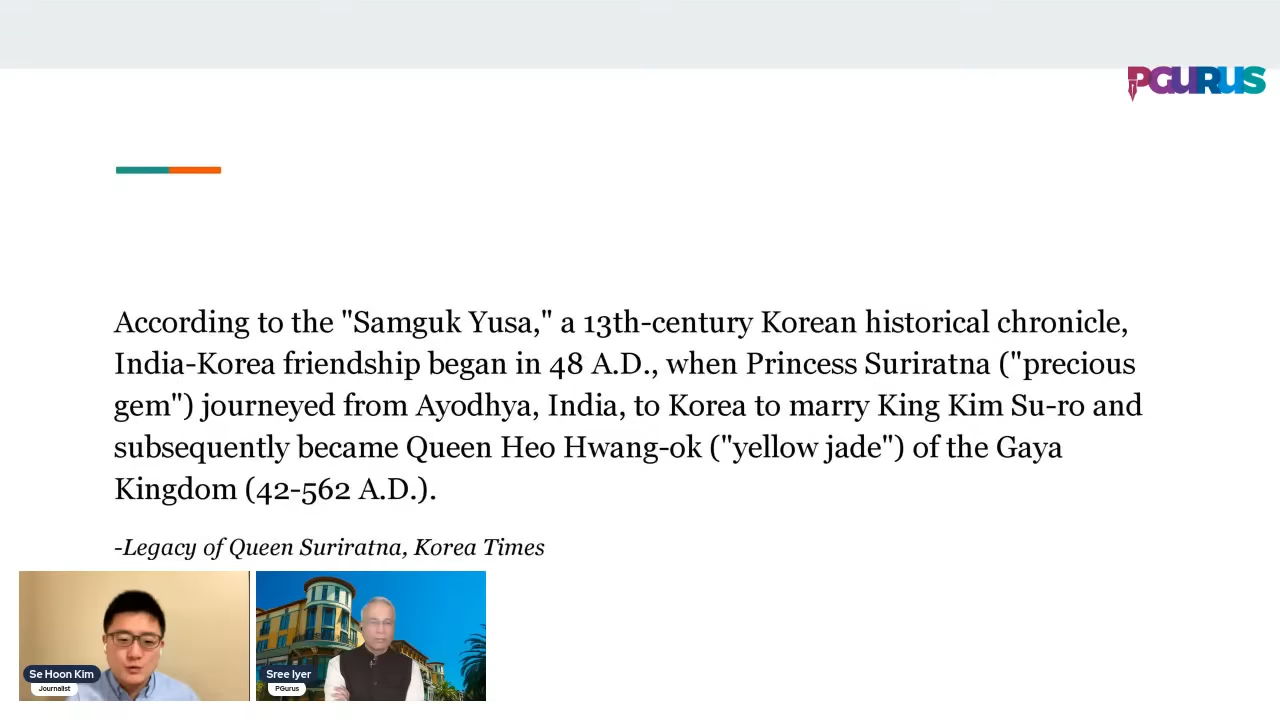 PGURUS
According to the "Samguk Yusa," a 13th-century Korean historical chronicle,
India-Korea friendship began in 48 A.D., when Princess Suriratna ("precious
gem") journeyed from Ayodhya, India, to Korea to marry King Kim Su-ro and
subsequently became Queen Heo Hwang-ok ("yellow jade") of the Gaya
Kingdom (42-562 A.D.).
-Legacy of Queen Suriratna, Korea Times
Se Hoon Kim
Journalist
Sree Iyer
PGurus